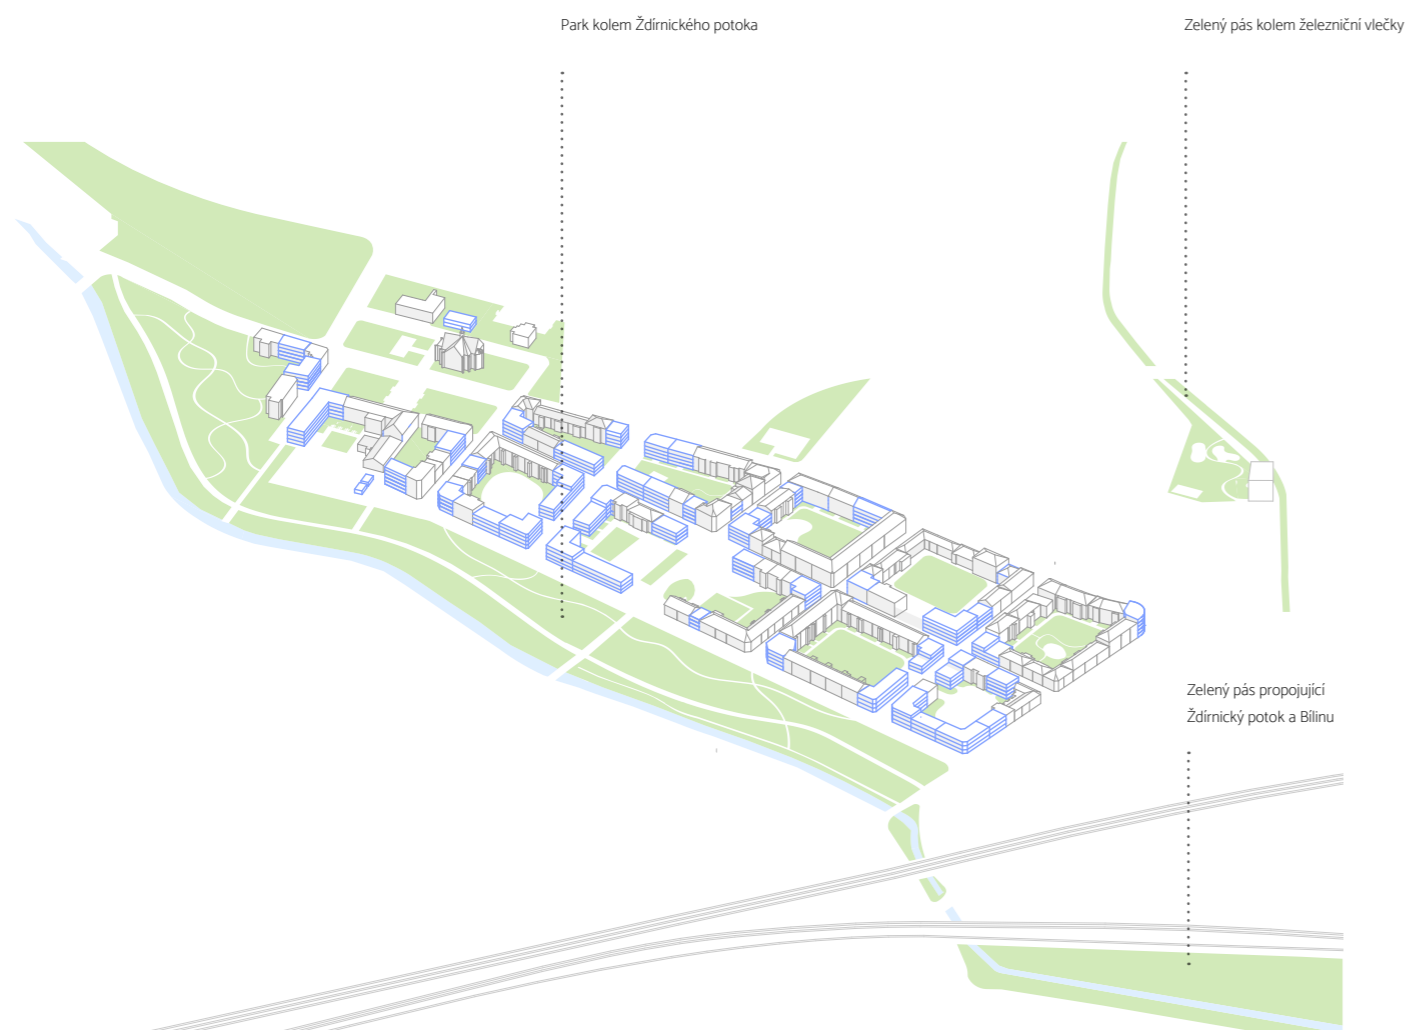 Park kolem Ždírnického potoka
Zelený pás kolem železniční vlečky
Zelený pás propojující
Ždírnický potok a Bílinu